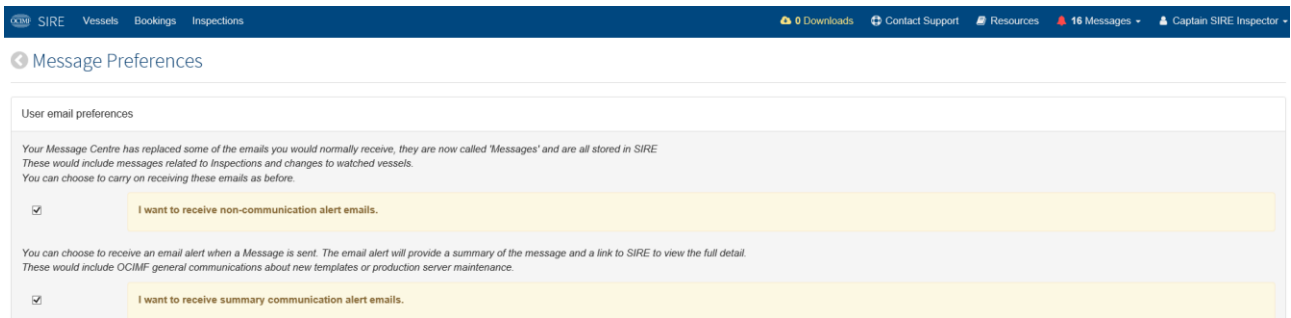 OCIMF SIRE Vessels Bookings Inspections 0 Downloads Contact Support Resources 16 Messages Captain SIRE Inspector
Message Preferences
User email preferences
Your Message Centre has replaced some of the emails you would normally receive, they are now called 'Messages' and are all stored in SIRE
These would include messages related to Inspections and changes to watched vessels.
You can choose to carry on receiving these emails as before.
I want to receive non-communication alert emails.
You can choose to receive an email alert when a Message is sent. The email alert will provide a summary of the message and a link to SIRE to view the full detail.
These would include OCIMF general communications about new templates or production server maintenance.
I want to receive summary communication alert emails.